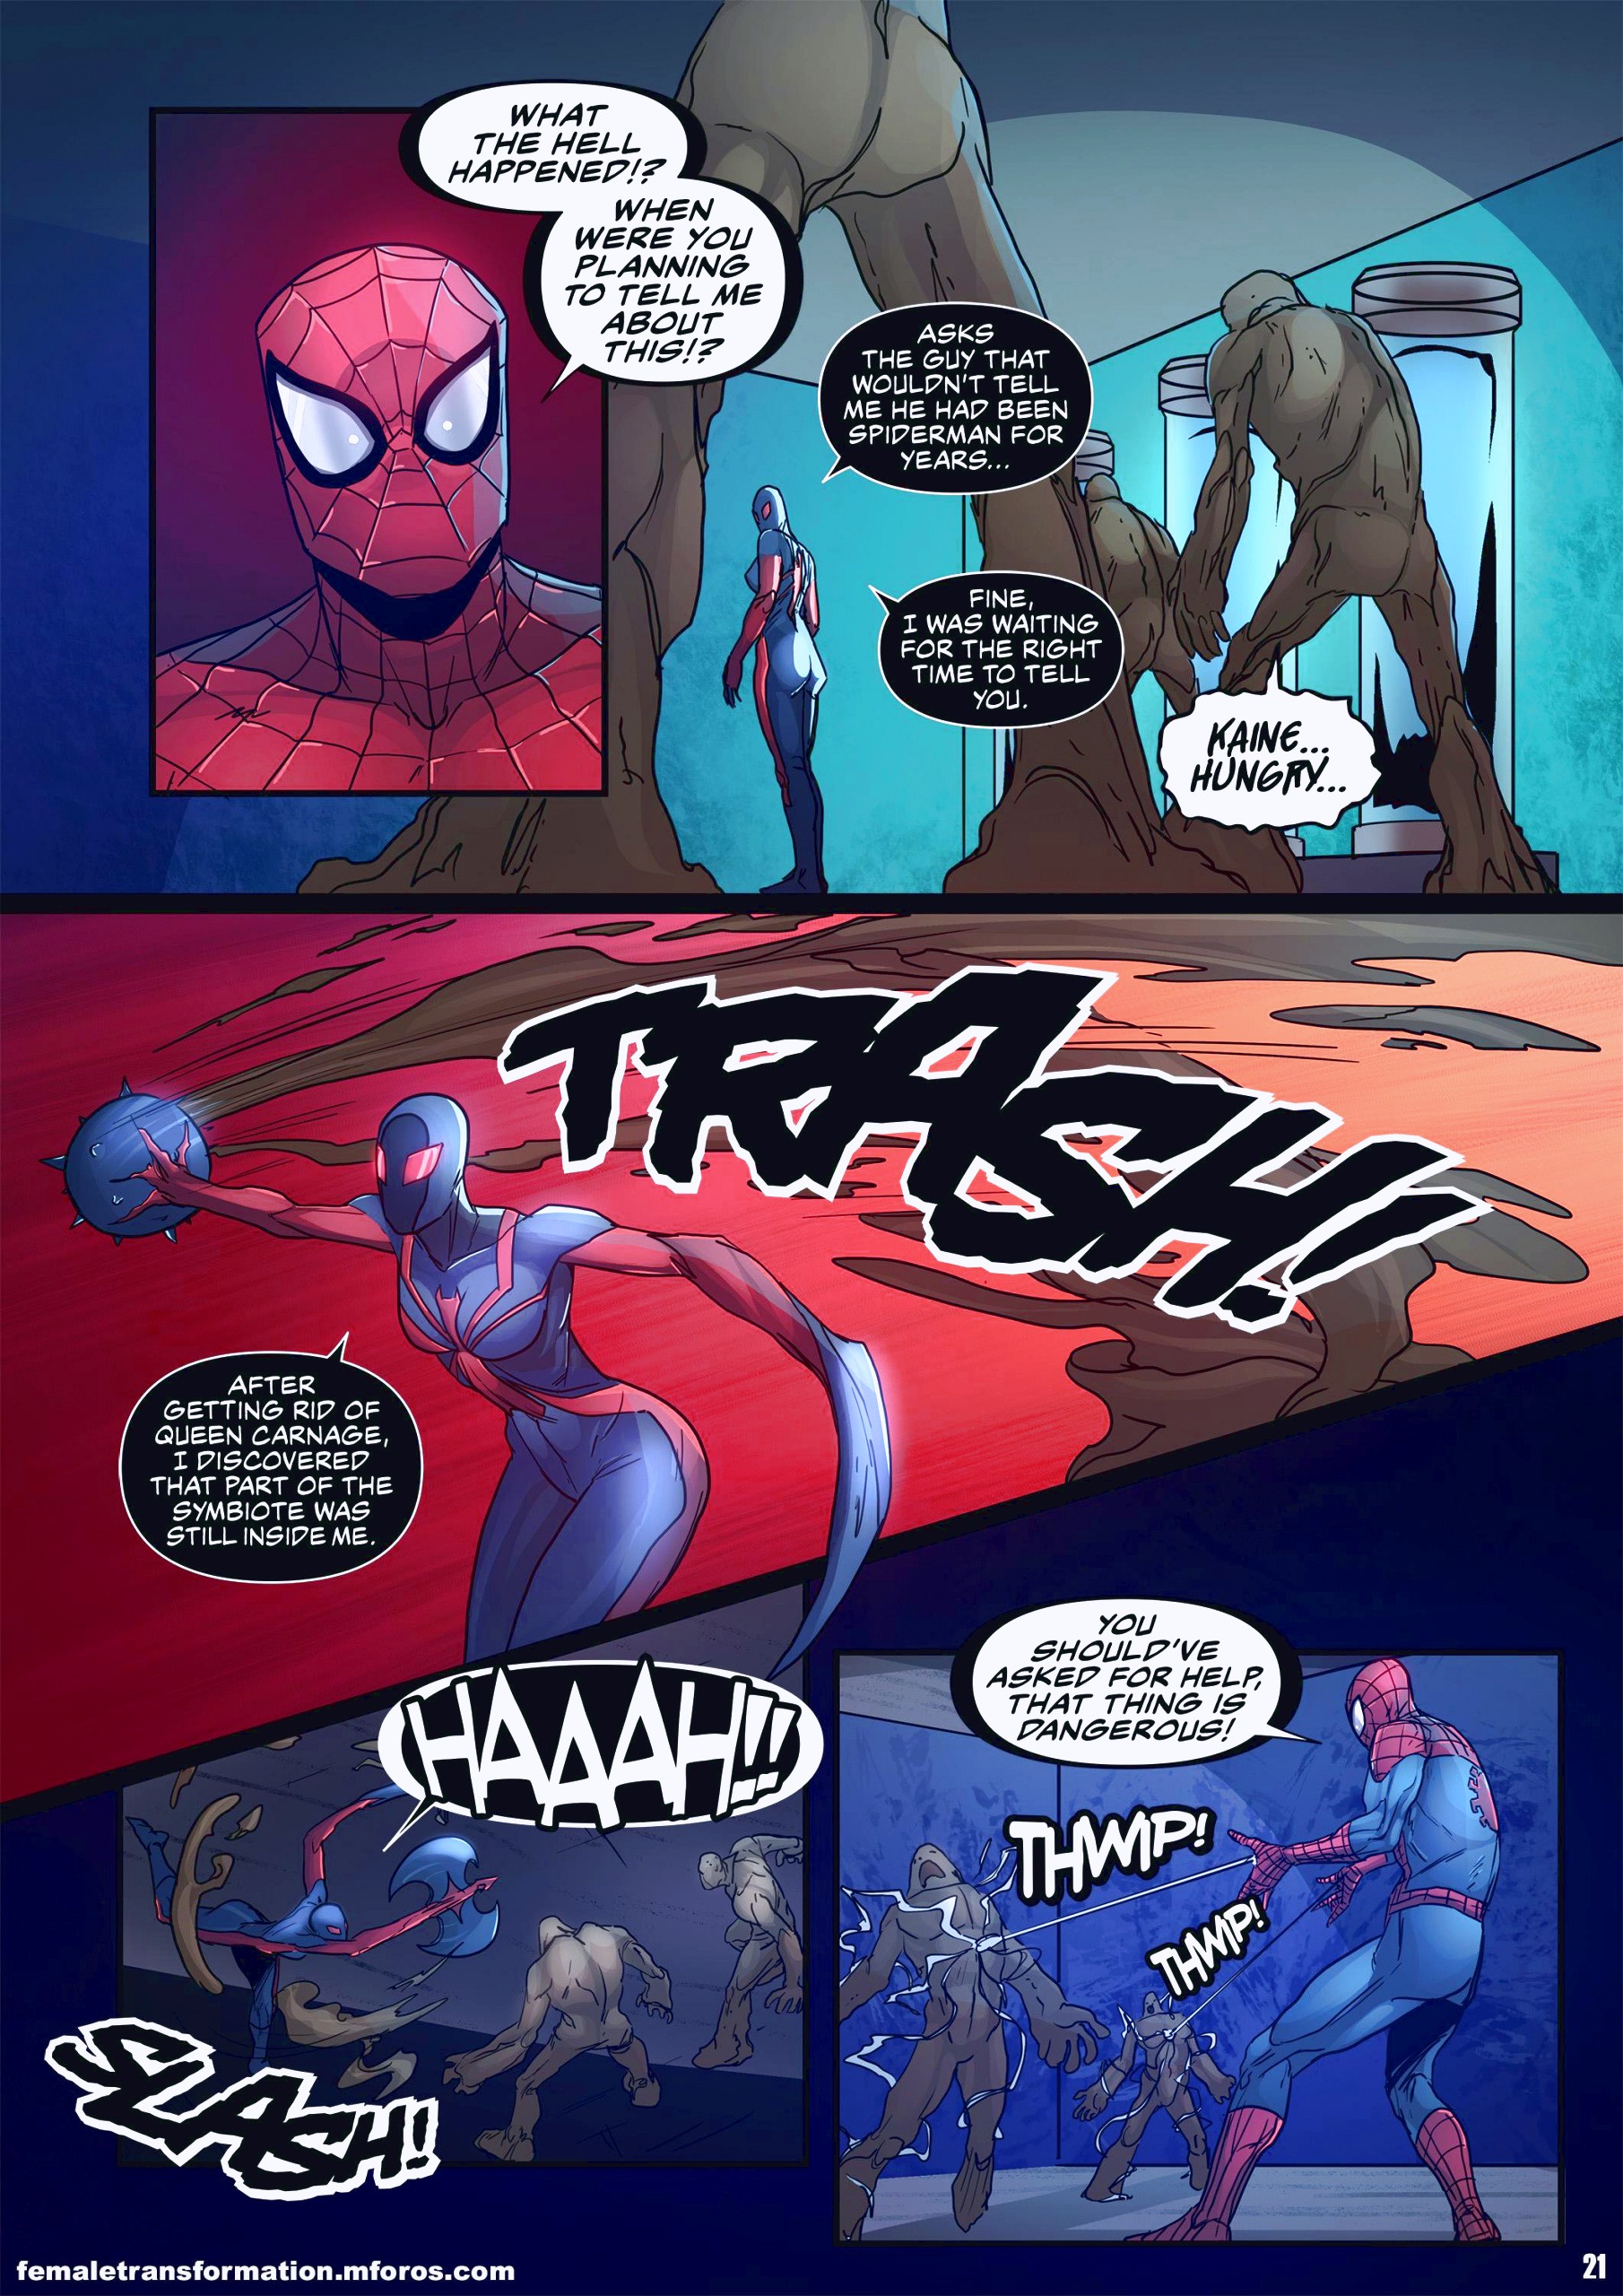 WHAT
THE HELL
HAPPENED!?
WHEN
WERE YOU
PLANNING
TO TELL ME
ABOUT
THIS!?
ASKS
THE GUY THAT
WOULDN'T TELL
ME HE HAD BEEN
SPIDERMAN FOR
YEARS...
FINE,
I WAS WAITING
FOR THE RIGHT
TIME TO TELL
YOU.
KAINE...
HUNGRY...
TRASH!
AFTER
GETTING RID OF
QUEEN CARNAGE,
I DISCOVERED
THAT PART OF THE
SYMBIOTE WAS
STILL INSIDE ME.
HAAAH!!
SLASH!
YOU
SHOULD'VE
ASKED FOR HELP,
THAT THING IS
DANGEROUS!
THWIP!
THWIP!
femaletransformation.mforos.com
21